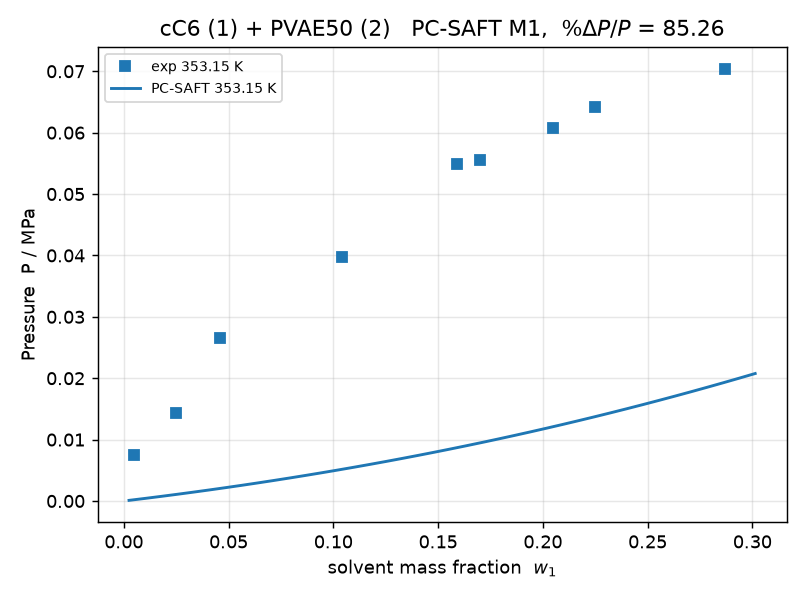 cC6 (1) + PVAE50 (2)   PC-SAFT M1,  %ΔP/P = 85.26
exp 353.15 K
PC-SAFT 353.15 K
Pressure  P / MPa
0.07
0.06
0.05
0.04
0.03
0.02
0.01
0.00
0.00 0.05 0.10 0.15 0.20 0.25 0.30
solvent mass fraction  w₁